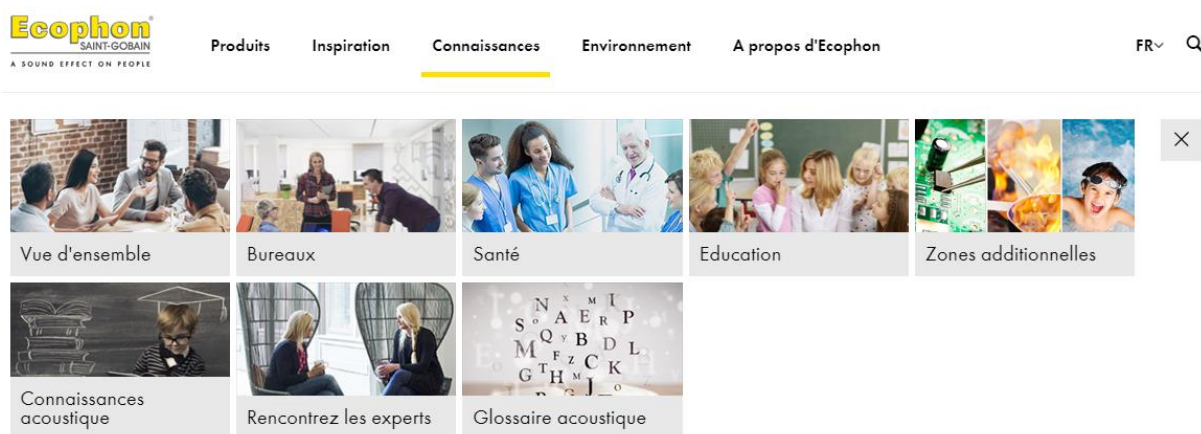 Ecophon®
SAINT-GOBAIN
A SOUND EFFECT ON PEOPLE
Produits Inspiration Connaissances Environnement A propos d'Ecophon FR
Vue d'ensemble Bureaux Santé Education Zones additionnelles
N X M I
S O A E R P
Q Y B D L
M F Z C K
G T H M J O
Connaissances
acoustique
Rencontrez les experts Glossaire acoustique